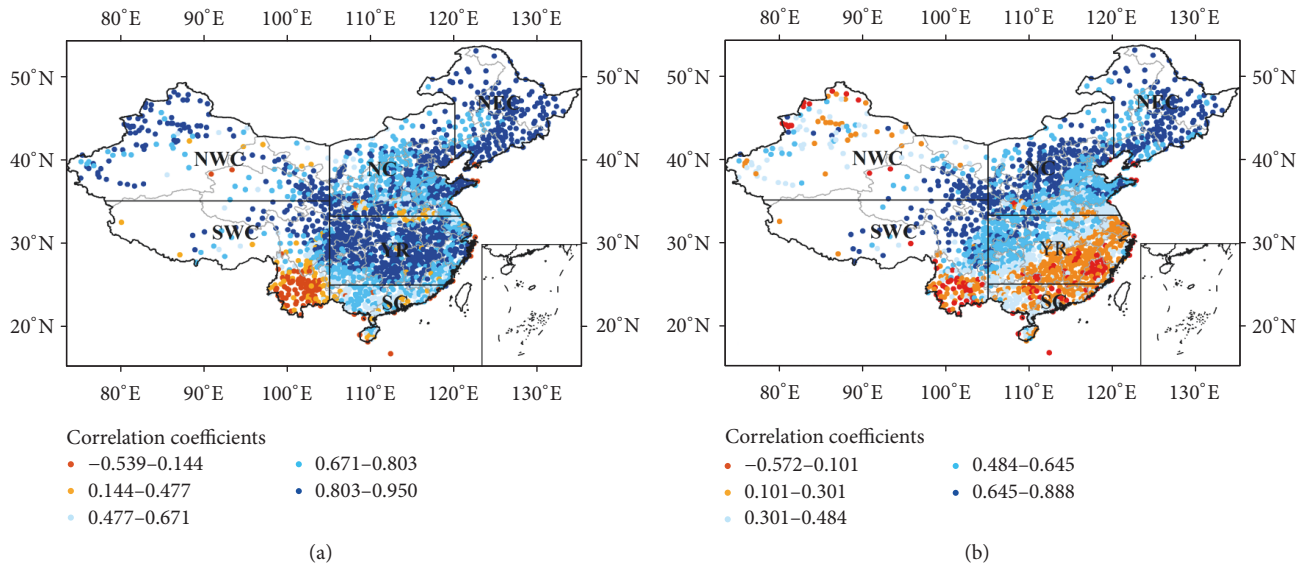 80°E 90°E 100°E 110°E 120°E 130°E
50°N 50°N
40°N 40°N
30°N 30°N
20°N 20°N
NEC
NWC
NC
SWC
YR
SC
80°E 90°E 100°E 110°E 120°E 130°E
Correlation coefficients
−0.539–0.144
0.144–0.477
0.477–0.671
0.671–0.803
0.803–0.950
(a)
80°E 90°E 100°E 110°E 120°E 130°E
50°N 50°N
40°N 40°N
30°N 30°N
20°N 20°N
NEC
NWC
NC
SWC
YR
SC
80°E 90°E 100°E 110°E 120°E 130°E
Correlation coefficients
−0.572–0.101
0.101–0.301
0.301–0.484
0.484–0.645
0.645–0.888
(b)